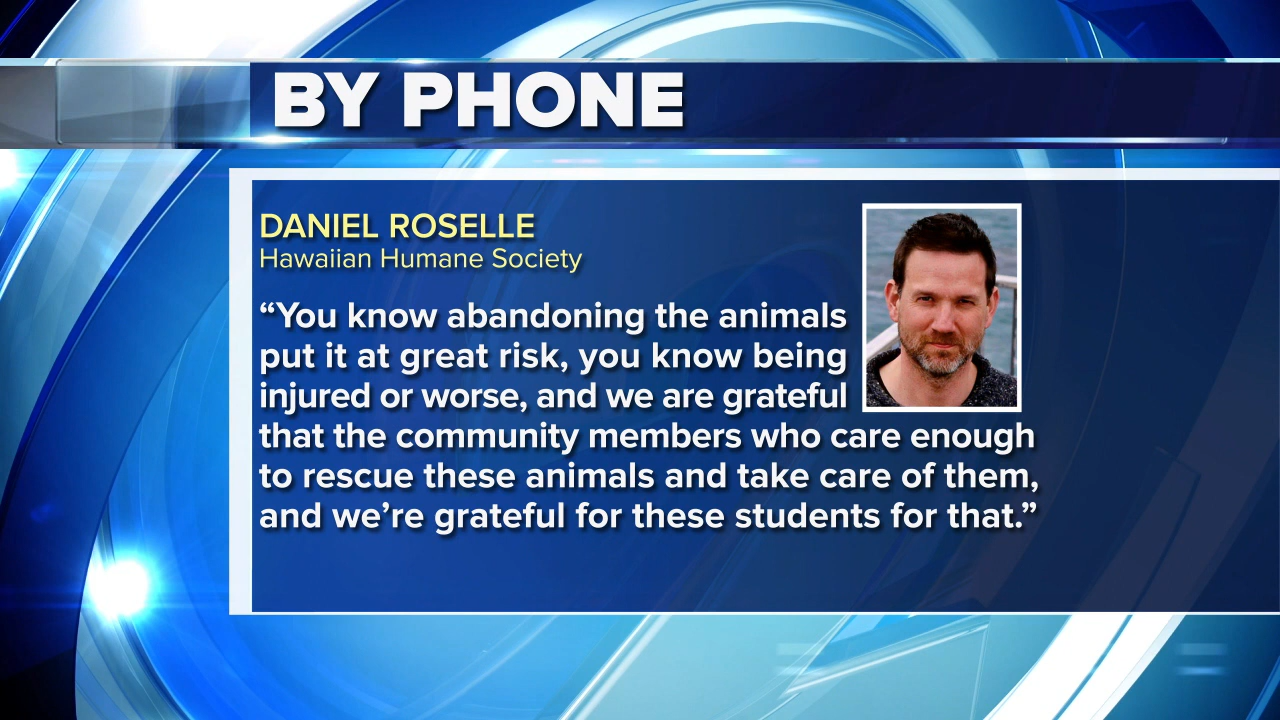 BY PHONE
DANIEL ROSELLE
Hawaiian Humane Society
“You know abandoning the animals
put it at great risk, you know being
injured or worse, and we are grateful
that the community members who care enough
to rescue these animals and take care of them,
and we’re grateful for these students for that.”